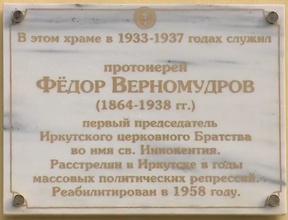 В этом храме в 1933-1937 годах служил
протоиерей
ФЁДОР ВЕРНОМУДРОВ
(1864-1938 гг.)
первый председатель
Иркутского церковного Братства
во имя св. Иннокентия.
Расстрелян в Иркутске в годы
массовых политических репрессий.
Реабилитирован в 1958 году.